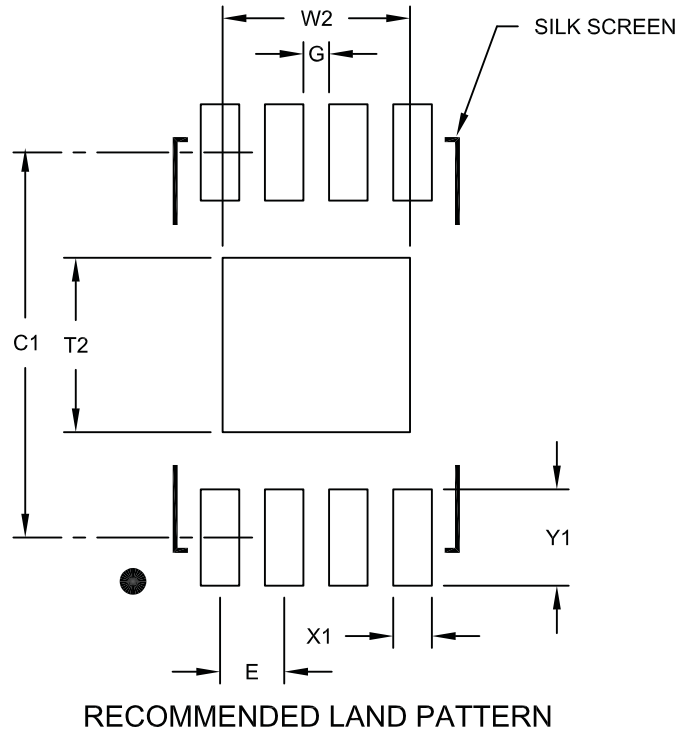 W2
SILK SCREEN
G
C1
T2
Y1
X1
E
RECOMMENDED LAND PATTERN